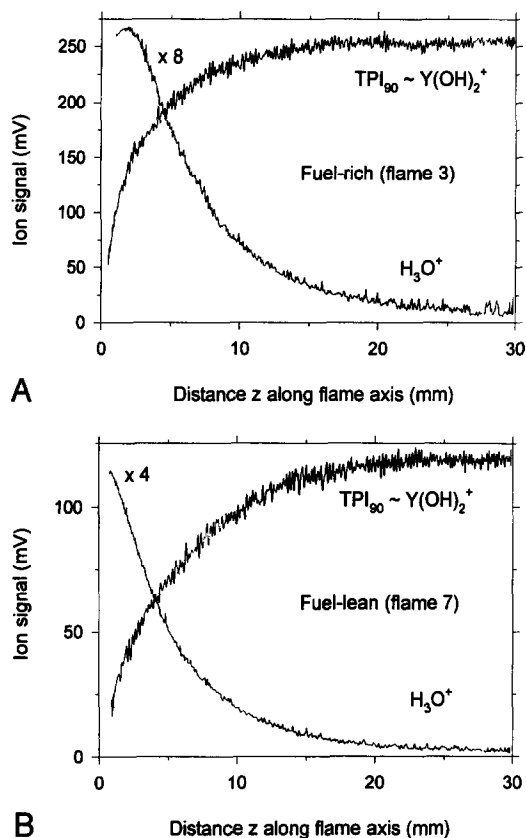 250
200
150
100
50
0
Ion signal (mV)
x 8
TPI₉₀ ~ Y(OH)₂⁺
Fuel-rich (flame 3)
H₃O⁺
0 10 20 30
Distance z along flame axis (mm)
A
100
50
0
Ion signal (mV)
x 4
TPI₉₀ ~ Y(OH)₂⁺
Fuel-lean (flame 7)
H₃O⁺
0 10 20 30
Distance z along flame axis (mm)
B